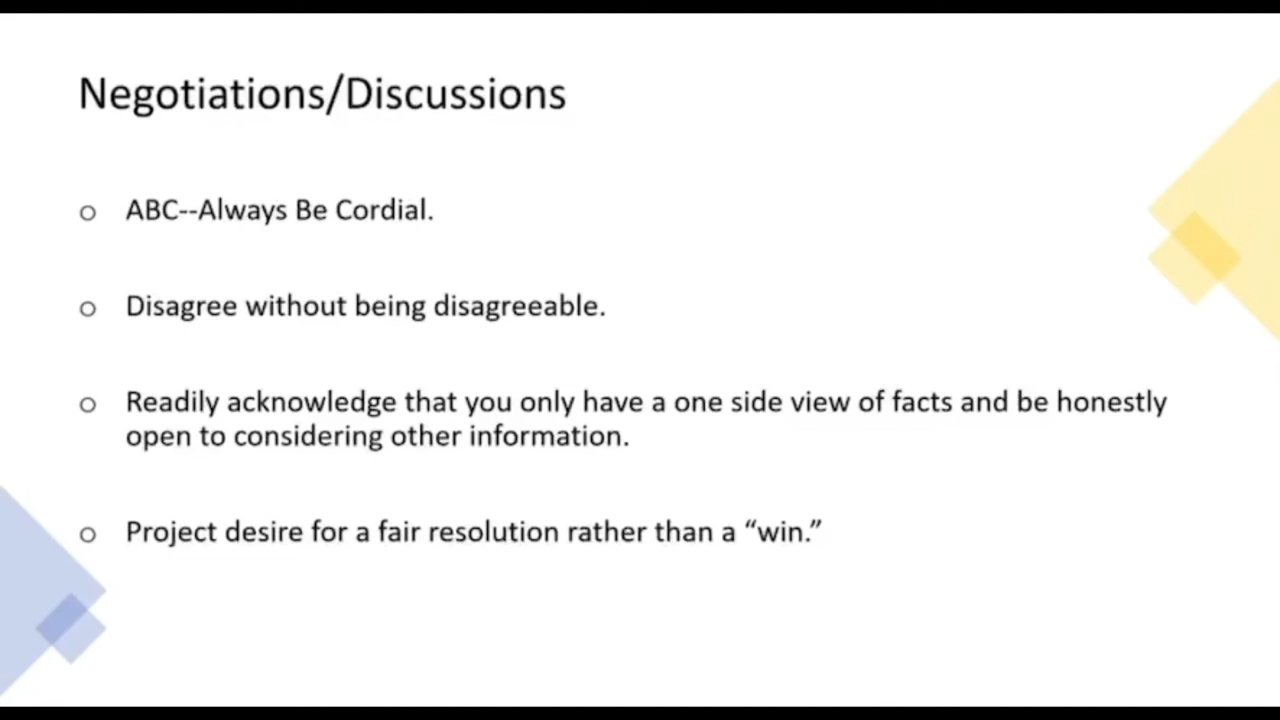 Negotiations/Discussions
o ABC--Always Be Cordial.
o Disagree without being disagreeable.
o Readily acknowledge that you only have a one side view of facts and be honestly
open to considering other information.
o Project desire for a fair resolution rather than a “win.”